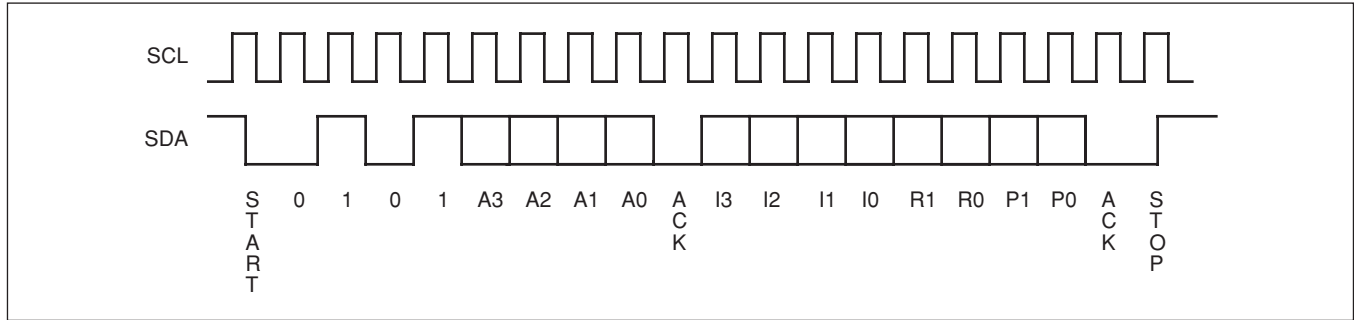 SCL
SDA
START 0 1 0 1 A3 A2 A1 A0 ACK I3 I2 I1 I0 R1 R0 P1 P0 ACK STOP